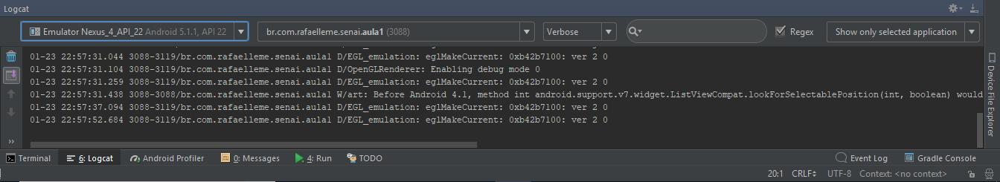 Logcat
Emulator Nexus_4_API_22 Android 5.1.1, API 22 br.com.rafaelleme.senai.aula1 (3088) Verbose Regex Show only selected application
01-23 22:57:31.044 3088-3119/br.com.rafaelleme.senai.aula1 D/EGL_emulation: eglMakeCurrent: 0xb42b7100: ver 2 0
01-23 22:57:31.104 3088-3119/br.com.rafaelleme.senai.aula1 D/OpenGLRenderer: Enabling debug mode 0
01-23 22:57:31.259 3088-3119/br.com.rafaelleme.senai.aula1 D/EGL_emulation: eglMakeCurrent: 0xb42b7100: ver 2 0
01-23 22:57:31.438 3088-3088/br.com.rafaelleme.senai.aula1 W/art: Before Android 4.1, method int android.support.v7.widget.ListViewCompat.lookForSelectablePosition(int, boolean) would
01-23 22:57:37.094 3088-3119/br.com.rafaelleme.senai.aula1 D/EGL_emulation: eglMakeCurrent: 0xb42b7100: ver 2 0
01-23 22:57:52.684 3088-3119/br.com.rafaelleme.senai.aula1 D/EGL_emulation: eglMakeCurrent: 0xb42b7100: ver 2 0
Device File Explorer
Terminal 6: Logcat Android Profiler 0: Messages 4: Run TODO Event Log Gradle Console
20:1 CRLF UTF-8 Context: <no context>